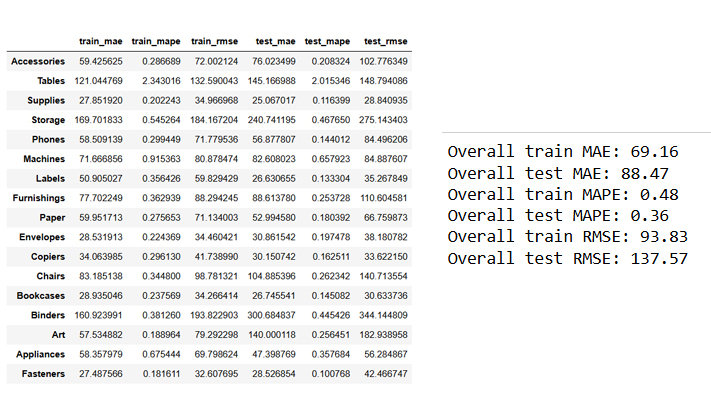 train_mae train_mape train_rmse test_mae test_mape test_rmse
Accessories 59.425625 0.286689 72.002124 76.023499 0.208324 102.776349
Tables 121.044769 2.343016 132.590043 145.166988 2.015346 148.794086
Supplies 27.851920 0.202243 34.966968 25.067017 0.116399 28.840935
Storage 169.701833 0.545264 184.167204 240.741195 0.467650 275.143403
Phones 58.509139 0.299449 71.779536 56.877807 0.144012 84.496206
Machines 71.666856 0.915363 80.878474 82.608023 0.657923 84.887607
Labels 50.905027 0.356426 59.829429 26.630655 0.133304 35.267849
Furnishings 77.702249 0.362939 88.294245 88.613780 0.253728 110.604581
Paper 59.951713 0.275653 71.134003 52.994580 0.180392 66.759873
Envelopes 28.531913 0.224369 34.460421 30.861542 0.197478 38.180782
Copiers 34.063985 0.296130 41.738990 30.150742 0.162511 33.622150
Chairs 83.185138 0.344800 98.781321 104.885396 0.262342 140.713554
Bookcases 28.935046 0.237569 34.266414 26.745541 0.145082 30.633736
Binders 160.923991 0.381260 193.822903 300.684837 0.445426 344.144809
Art 57.534882 0.188964 79.292298 140.000118 0.256451 182.938958
Appliances 58.357979 0.675444 69.798624 47.398769 0.357684 56.284867
Fasteners 27.487566 0.181611 32.607695 28.526854 0.100768 42.466747
Overall train MAE: 69.16
Overall test MAE: 88.47
Overall train MAPE: 0.48
Overall test MAPE: 0.36
Overall train RMSE: 93.83
Overall test RMSE: 137.57